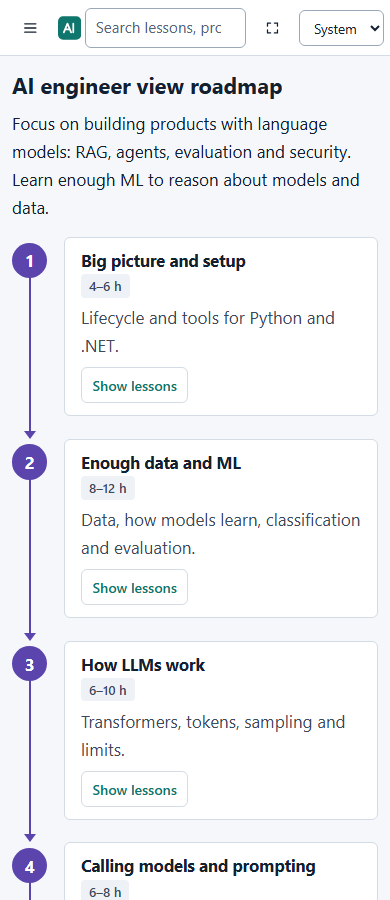 AI
Search lessons, prc
System
AI engineer view roadmap
Focus on building products with language
models: RAG, agents, evaluation and security.
Learn enough ML to reason about models and
data.
1
Big picture and setup
4–6 h
Lifecycle and tools for Python and
.NET.
Show lessons
2
Enough data and ML
8–12 h
Data, how models learn, classification
and evaluation.
Show lessons
3
How LLMs work
6–10 h
Transformers, tokens, sampling and
limits.
Show lessons
4
Calling models and prompting
6–8 h